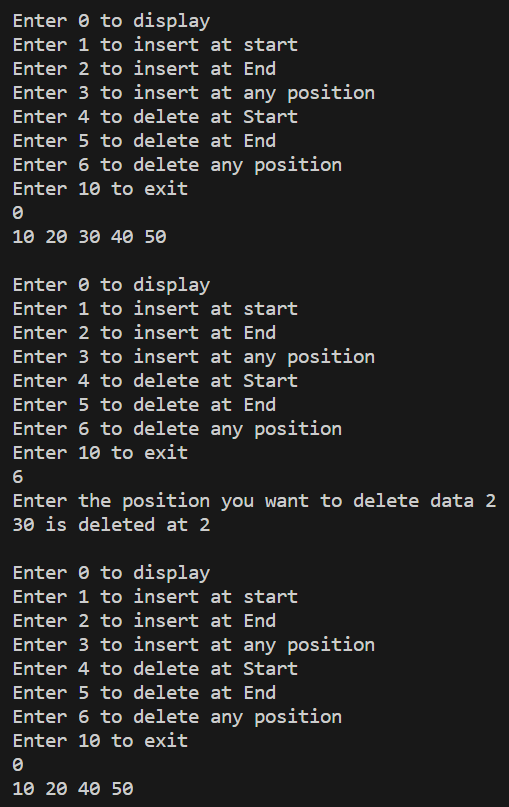 Enter 0 to display
Enter 1 to insert at start
Enter 2 to insert at End
Enter 3 to insert at any position
Enter 4 to delete at Start
Enter 5 to delete at End
Enter 6 to delete any position
Enter 10 to exit
0
10 20 30 40 50

Enter 0 to display
Enter 1 to insert at start
Enter 2 to insert at End
Enter 3 to insert at any position
Enter 4 to delete at Start
Enter 5 to delete at End
Enter 6 to delete any position
Enter 10 to exit
6
Enter the position you want to delete data 2
30 is deleted at 2

Enter 0 to display
Enter 1 to insert at start
Enter 2 to insert at End
Enter 3 to insert at any position
Enter 4 to delete at Start
Enter 5 to delete at End
Enter 6 to delete any position
Enter 10 to exit
0
10 20 40 50